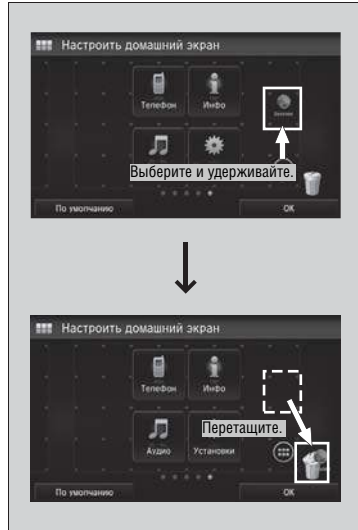 Настроить домашний экран
Телефон Инфо
Выберите и удерживайте.
По умолчанию OK
Настроить домашний экран
Телефон Инфо
Перетащите.
Аудио Установки
По умолчанию OK